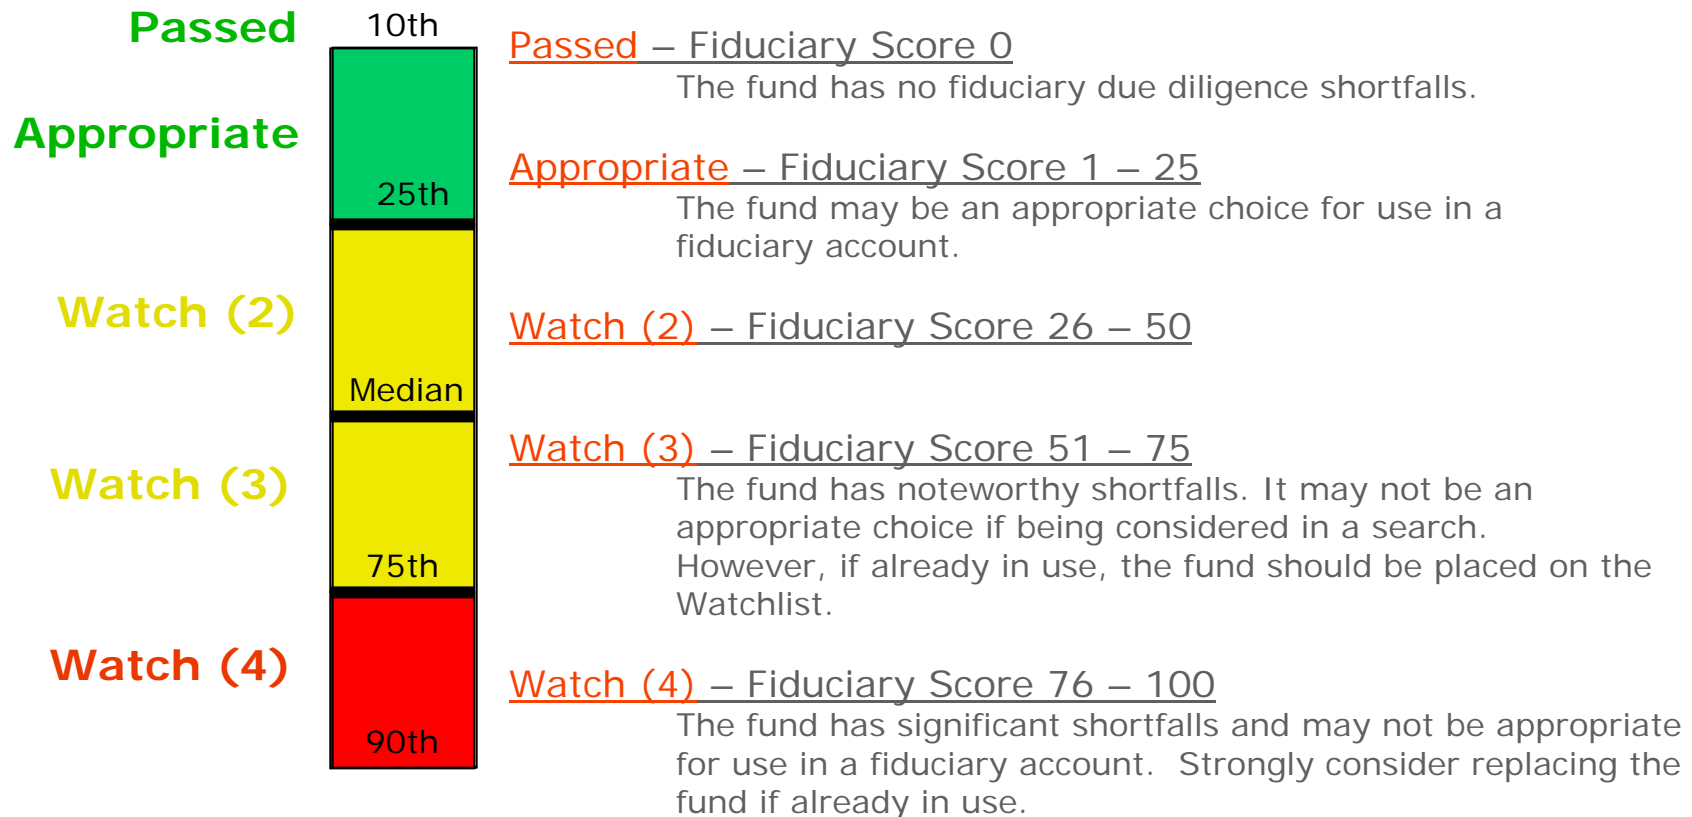 Passed
10th
Appropriate
25th
Watch (2)
Median
Watch (3)
75th
Watch (4)
90th
Passed – Fiduciary Score 0
The fund has no fiduciary due diligence shortfalls.
Appropriate – Fiduciary Score 1 – 25
The fund may be an appropriate choice for use in a
fiduciary account.
Watch (2) – Fiduciary Score 26 – 50
Watch (3) – Fiduciary Score 51 – 75
The fund has noteworthy shortfalls. It may not be an
appropriate choice if being considered in a search.
However, if already in use, the fund should be placed on the
Watchlist.
Watch (4) – Fiduciary Score 76 – 100
The fund has significant shortfalls and may not be appropriate
for use in a fiduciary account.  Strongly consider replacing the
fund if already in use.